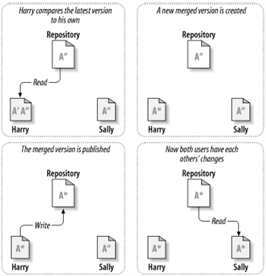 Harry compares the latest version
to his own
Repository
A"
Read
A' A"
A"
Harry
Sally
A new merged version is created
Repository
A"
A*
A"
Harry
Sally
The merged version is published
Repository
A*
Write
A*
A"
Harry
Sally
Now both users have each
others' changes
Repository
A*
Read
A*
A*
Harry
Sally